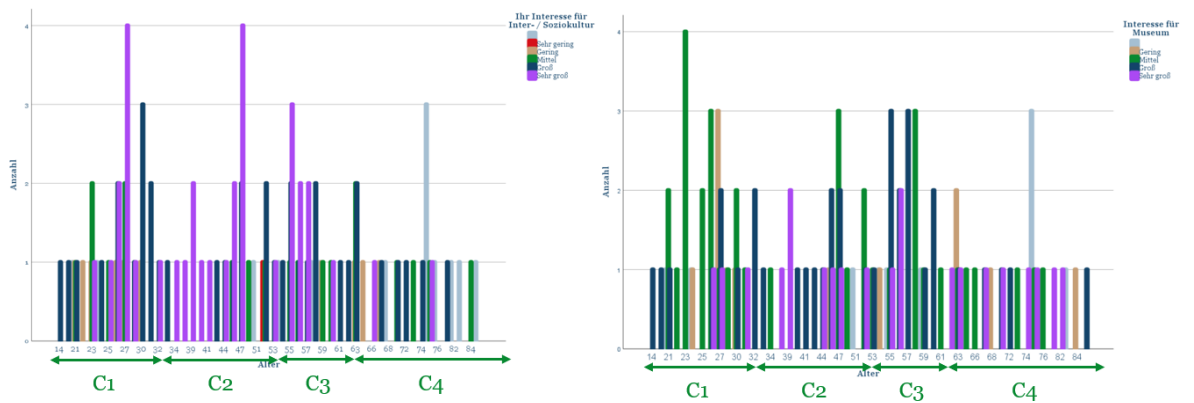 Ihr Interesse für
Inter- / Soziokultur
Sehr gering
Gering
Mittel
Groß
Sehr groß
Anzahl
4
3
2
1
0
14 21 23 25 27 30 32 34 39 41 44 47 51 53 55 57 59 61 63 66 68 72 74 76 82 84
Alter
C1 C2 C3 C4
Interesse für
Museum
Gering
Mittel
Groß
Sehr groß
Anzahl
4
3
2
1
0
14 21 23 25 27 30 32 34 39 41 44 47 51 53 55 57 59 61 63 66 68 72 74 76 82 84
Alter
C1 C2 C3 C4